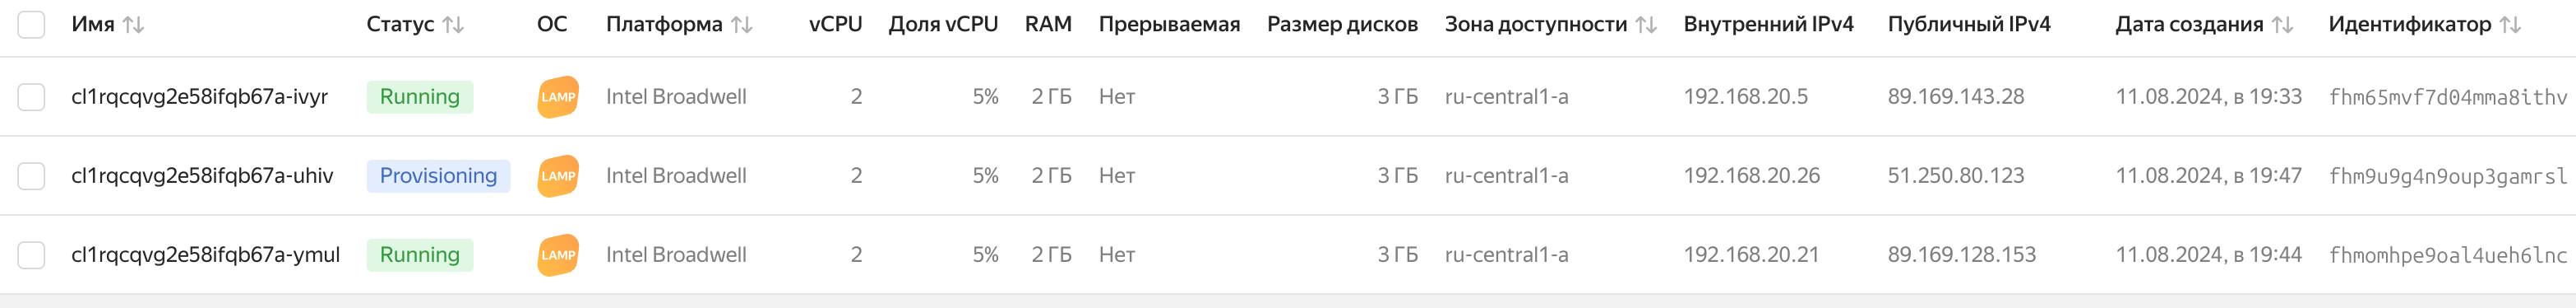 Имя Статус ОС Платформа vCPU Доля vCPU RAM Прерываемая Размер дисков Зона доступности Внутренний IPv4 Публичный IPv4 Дата создания Идентификатор
cl1rqcqvg2e58ifqb67a-ivyr Running LAMP Intel Broadwell 2 5% 2 ГБ Нет 3 ГБ ru-central1-a 192.168.20.5 89.169.143.28 11.08.2024, в 19:33 fhm65mvf7d04mma8ithv
cl1rqcqvg2e58ifqb67a-uhiv Provisioning LAMP Intel Broadwell 2 5% 2 ГБ Нет 3 ГБ ru-central1-a 192.168.20.26 51.250.80.123 11.08.2024, в 19:47 fhm9u9g4n9oup3gamrsl
cl1rqcqvg2e58ifqb67a-ymul Running LAMP Intel Broadwell 2 5% 2 ГБ Нет 3 ГБ ru-central1-a 192.168.20.21 89.169.128.153 11.08.2024, в 19:44 fhmomhpe9oal4ueh6lnc